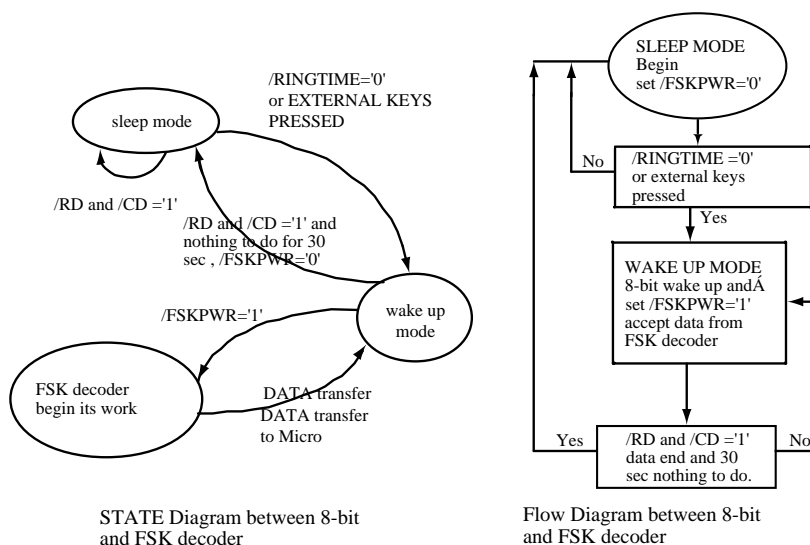 /RINGTIME='0'
or EXTERNAL KEYS
PRESSED
sleep mode
/RD and /CD ='1'
/RD and /CD ='1' and
nothing to do for 30
sec , /FSKPWR='0'
/FSKPWR='1'
wake up
mode
FSK decoder
begin its work
DATA transfer
DATA transfer
to Micro
STATE Diagram between 8-bit
and FSK decoder
SLEEP MODE
Begin
set /FSKPWR='0'
No
/RINGTIME ='0'
or external keys
pressed
Yes
WAKE UP MODE
8-bit wake up andÁ
set /FSKPWR='1'
accept data from
FSK decoder
Yes
/RD and /CD ='1'
data end and 30
sec nothing to do.
No
Flow Diagram between 8-bit
and FSK decoder